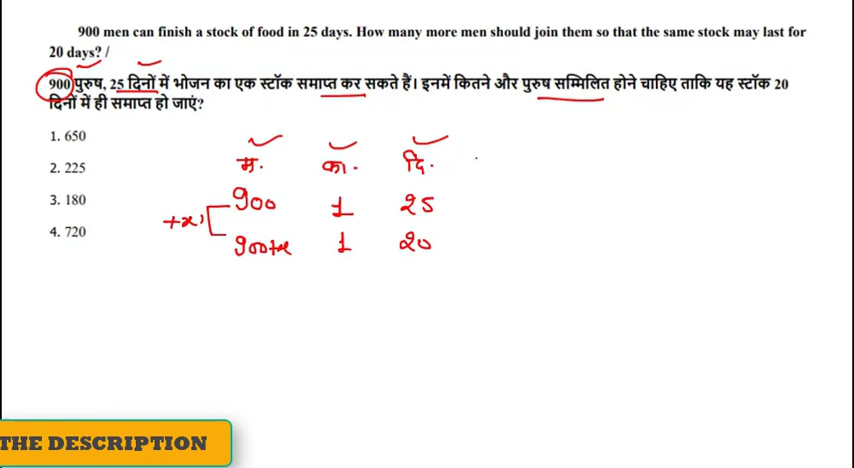 900 men can finish a stock of food in 25 days. How many more men should join them so that the same stock may last for
20 days? /
900 पुरुष, 25 दिनों में भोजन का एक स्टॉक समाप्त कर सकते हैं। इनमें कितने और पुरुष सम्मिलित होने चाहिए ताकि यह स्टॉक 20
दिनों में ही समाप्त हो जाएं?
1. 650
2. 225
3. 180
4. 720
म. का. दि.
900 1 25
+x
900+x 1 20
THE DESCRIPTION